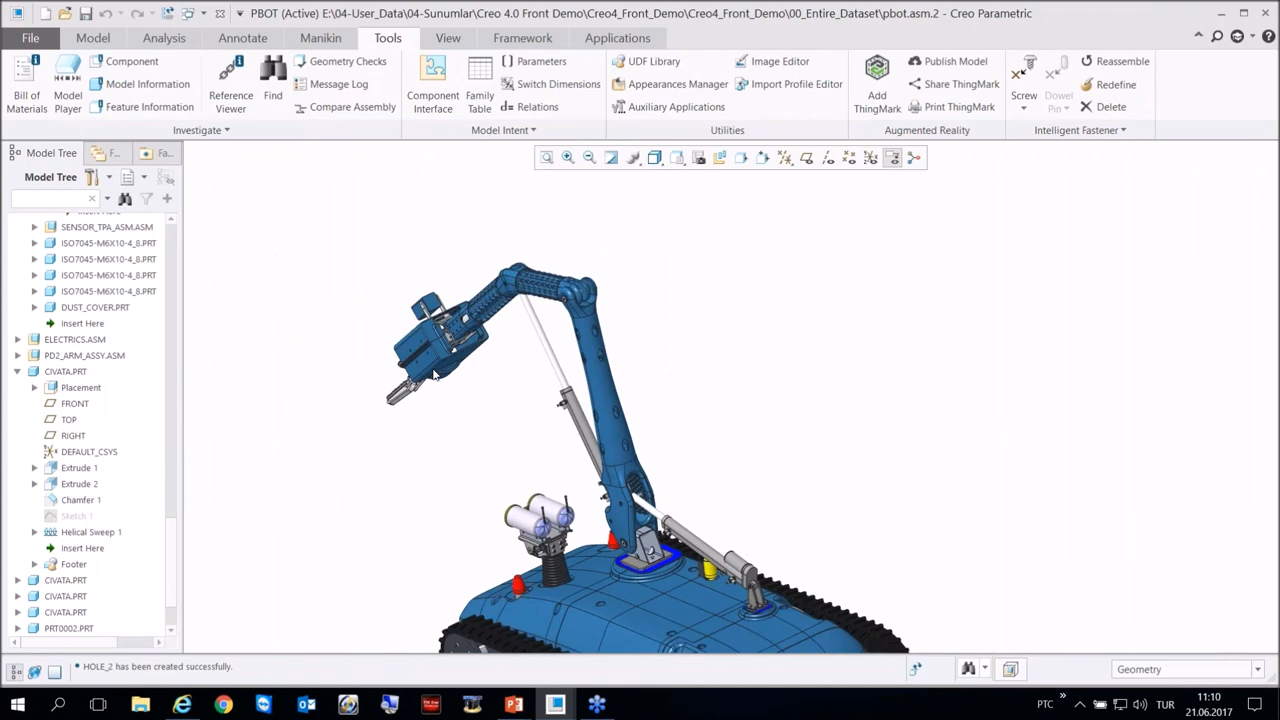 PBOT (Active) E:\04-User_Data\04-Sunumlar\Creo 4.0 Front Demo\Creo4_Front_Demo\Creo4_Front_Demo\00_Entire_Dataset\pbot.asm.2 - Creo Parametric
File Model Analysis Annotate Manikin Tools View Framework Applications
Bill of Materials
Model Player
Component
Model Information
Feature Information
Reference Viewer
Find
Geometry Checks
Message Log
Compare Assembly
Investigate
Component Interface
Family Table
Parameters
Switch Dimensions
Relations
Model Intent
UDF Library
Appearances Manager
Auxiliary Applications
Image Editor
Import Profile Editor
Utilities
Add ThingMark
Publish Model
Share ThingMark
Print ThingMark
Augmented Reality
Screw
Dowel Pin
Reassemble
Redefine
Delete
Intelligent Fastener
Model Tree F... Fa...
Model Tree
SENSOR_TPA_ASM.ASM
ISO7045-M6X10-4_8.PRT
ISO7045-M6X10-4_8.PRT
ISO7045-M6X10-4_8.PRT
ISO7045-M6X10-4_8.PRT
DUST_COVER.PRT
Insert Here
ELECTRICS.ASM
PD2_ARM_ASSY.ASM
CIVATA.PRT
Placement
FRONT
TOP
RIGHT
DEFAULT_CSYS
Extrude 1
Extrude 2
Chamfer 1
Sketch 1
Helical Sweep 1
Insert Here
Footer
CIVATA.PRT
CIVATA.PRT
CIVATA.PRT
PRT0002.PRT
• HOLE_2 has been created successfully.
Geometry
PTC
TUR
11:10
21.06.2017